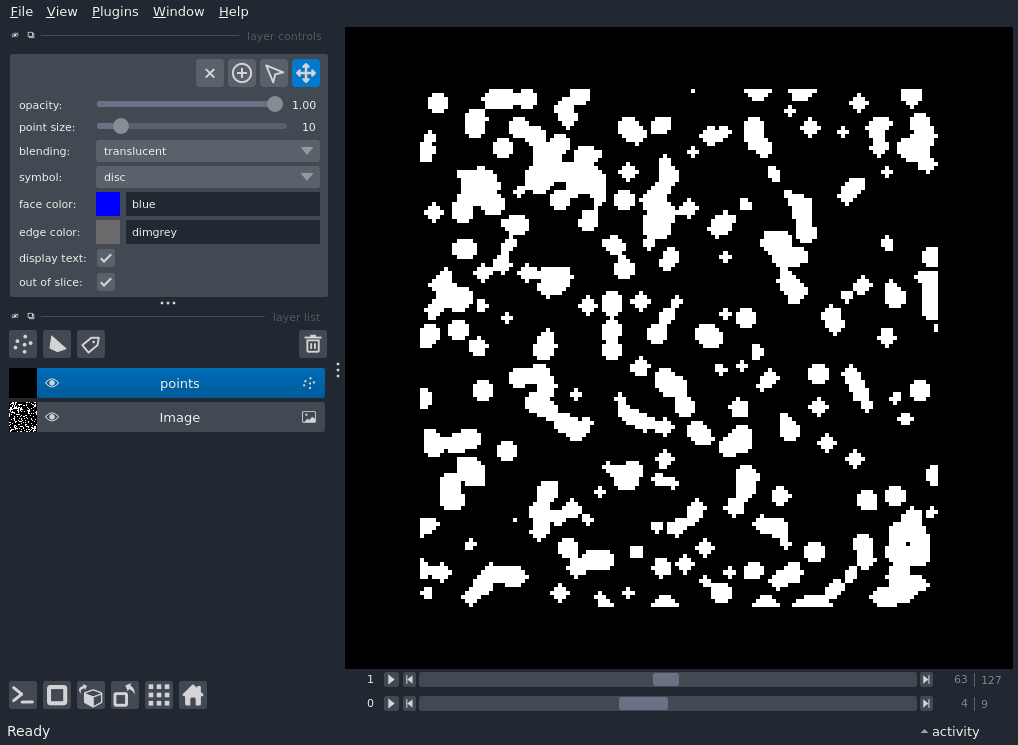 File View Plugins Window Help
layer controls
opacity: 1.00
point size: 10
blending: translucent
symbol: disc
face color: blue
edge color: dimgrey
display text:
out of slice:
layer list
points
Image
1 63 127
0 4 9
Ready activity